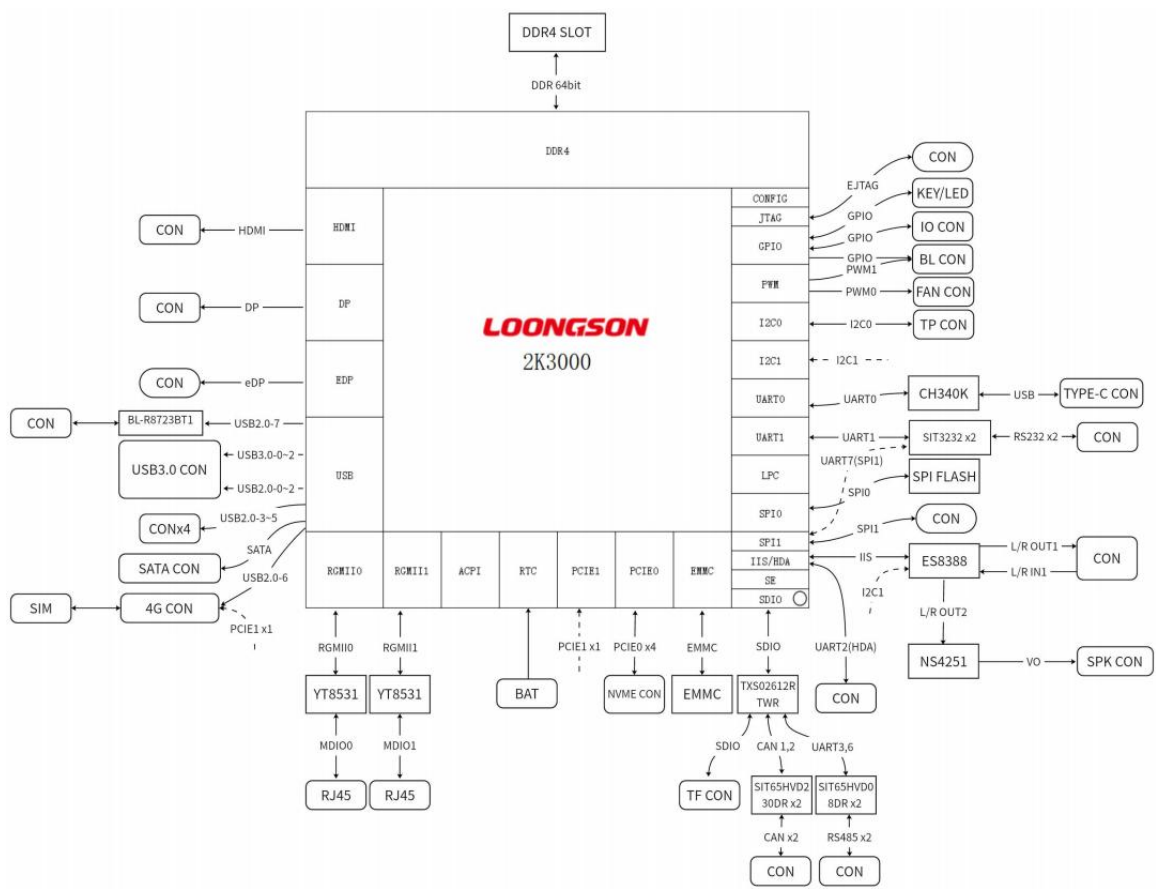 DDR4 SLOT
DDR 64bit
DDR4
HDMI
DP
EDP
USB
RGMII0
RGMII1
ACPI
RTC
PCIE1
PCIE0
EMMC
CONFIG
JTAG
GPIO
PWM
I2C0
I2C1
UART0
UART1
LPC
SPI0
SPI1
IIS/HDA
SE
SDIO
LOONGSON
2K3000
CON
HDMI
CON
DP
CON
eDP
CON
BL-R8723BT1
USB2.0-7
USB3.0 CON
USB3.0-0~2
USB2.0-0~2
USB2.0-3~5
CONx4
SATA
SATA CON
USB2.0-6
SIM
4G CON
PCIE1 x1
EJTAG
CON
GPIO
KEY/LED
GPIO
IO CON
GPIO
PWM1
BL CON
PWM0
FAN CON
I2C0
TP CON
I2C1
UART0
CH340K
USB
TYPE-C CON
UART1
SIT3232 x2
RS232 x2
CON
UART7(SPI1)
SPI0
SPI FLASH
SPI1
CON
IIS
ES8388
L/R OUT1
L/R IN1
CON
I2C1
L/R OUT2
NS4251
VO
SPK CON
UART2(HDA)
CON
RGMII0
YT8531
MDIO0
RJ45
RGMII1
YT8531
MDIO1
RJ45
BAT
PCIE1 x1
PCIE0 x4
NVME CON
EMMC
EMMC
SDIO
TXS02612R
TWR
SDIO
CAN 1,2
UART3,6
TF CON
SIT65HVD2
30DR x2
SIT65HVD0
8DR x2
CAN x2
RS485 x2
CON
CON